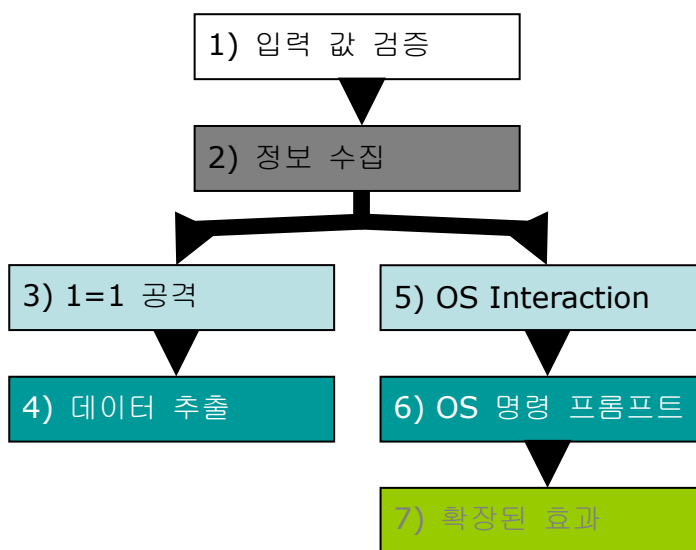 1) 입력 값 검증
2) 정보 수집
3) 1=1 공격
4) 데이터 추출
5) OS Interaction
6) OS 명령 프롬프트
7) 확장된 효과